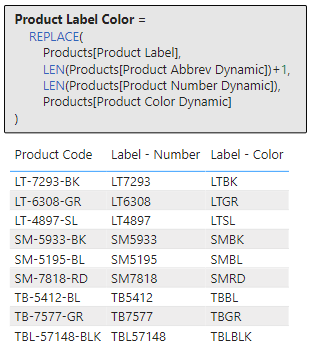 Product Label Color =
REPLACE(
Products[Product Label],
LEN(Products[Product Abbrev Dynamic])+1,
LEN(Products[Product Number Dynamic]),
Products[Product Color Dynamic]
)
Product Code Label - Number Label - Color
LT-7293-BK LT7293 LTBK
LT-6308-GR LT6308 LTGR
LT-4897-SL LT4897 LTSL
SM-5933-BK SM5933 SMBK
SM-5195-BL SM5195 SMBL
SM-7818-RD SM7818 SMRD
TB-5412-BL TB5412 TBBL
TB-7577-GR TB7577 TBGR
TBL-57148-BLK TBL57148 TBLBLK